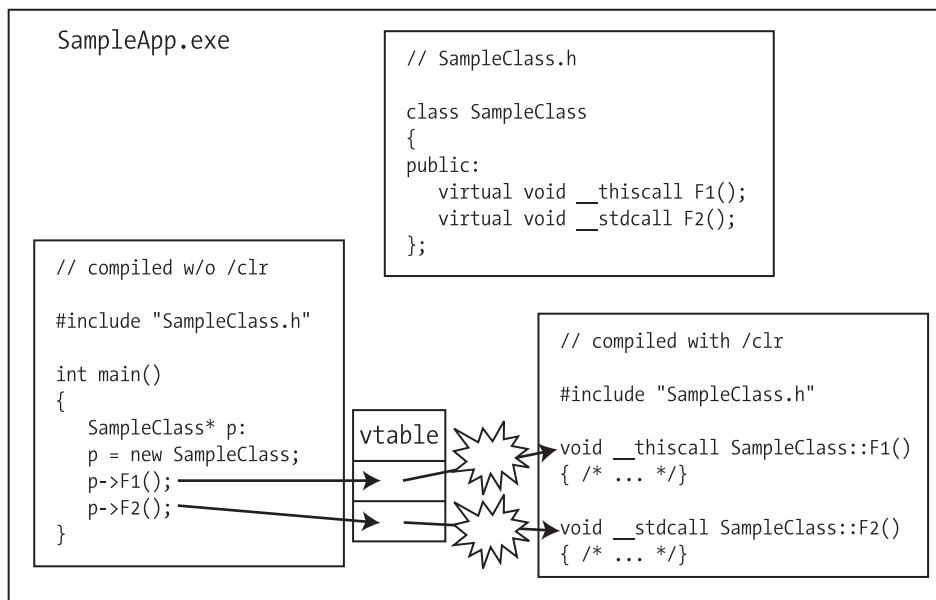 SampleApp.exe
// SampleClass.h
class SampleClass
{
public:
virtual void __thiscall F1();
virtual void __stdcall F2();
};
// compiled w/o /clr
#include "SampleClass.h"
int main()
{
SampleClass* p:
p = new SampleClass;
p->F1();
p->F2();
}
vtable
// compiled with /clr
#include "SampleClass.h"
void __thiscall SampleClass::F1()
{ /* ... */}
void __stdcall SampleClass::F2()
{ /* ... */}